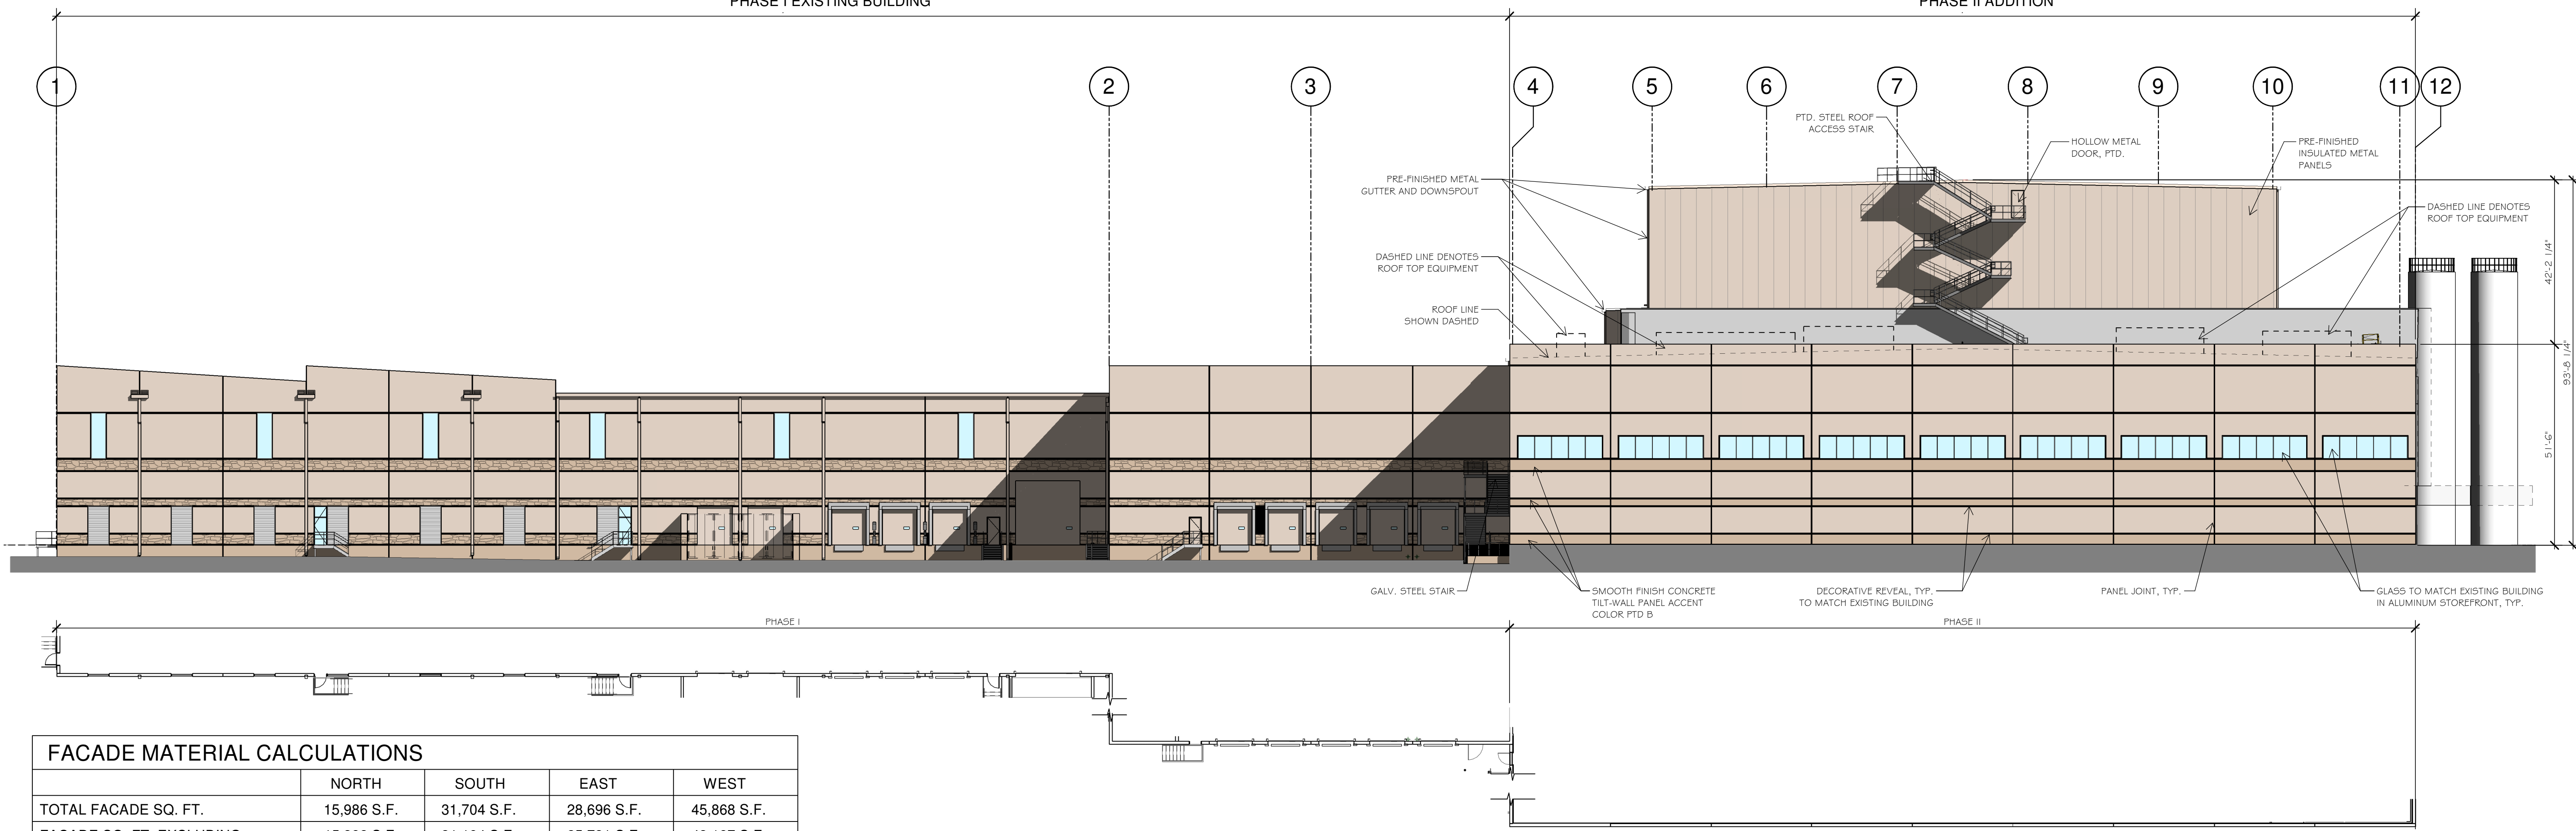 PHASE I EXISTING BUILDING
PHASE II ADDITION
1
2
3
4
5
6
7
8
9
10
11
12
PTD. STEEL ROOF
ACCESS STAIR
HOLLOW METAL
DOOR, PTD.
PRE-FINISHED
INSULATED METAL
PANELS
PRE-FINISHED METAL
GUTTER AND DOWNSPOUT
DASHED LINE DENOTES
ROOF TOP EQUIPMENT
DASHED LINE DENOTES
ROOF TOP EQUIPMENT
ROOF LINE
SHOWN DASHED
42'-2 1/4"
93'-8 1/4"
51'-6"
GALV. STEEL STAIR
SMOOTH FINISH CONCRETE
TILT-WALL PANEL ACCENT
COLOR PTD B
DECORATIVE REVEAL, TYP.
TO MATCH EXISTING BUILDING
PANEL JOINT, TYP.
GLASS TO MATCH EXISTING BUILDING
IN ALUMINUM STOREFRONT, TYP.
PHASE I
PHASE II
FACADE MATERIAL CALCULATIONS
NORTH SOUTH EAST WEST
TOTAL FACADE SQ. FT. 15,986 S.F. 31,704 S.F. 28,696 S.F. 45,868 S.F.
FACADE SQ. FT. EXCLUDING